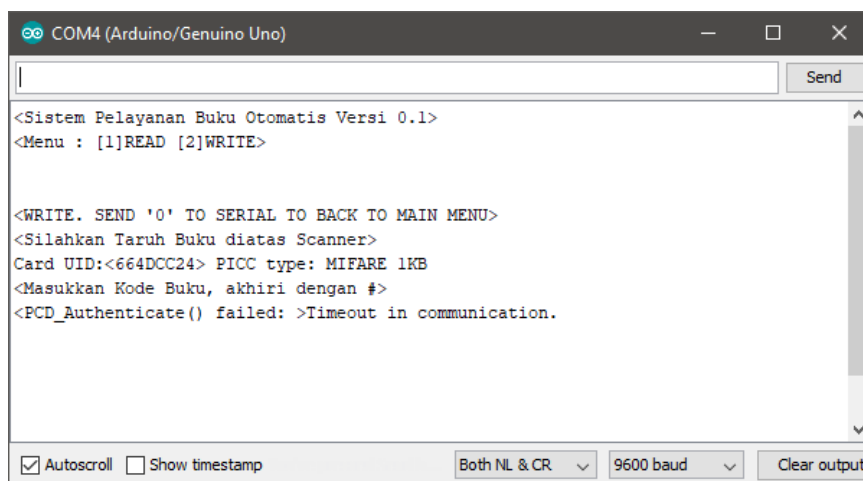 COM4 (Arduino/Genuino Uno)
Send
<Sistem Pelayanan Buku Otomatis Versi 0.1>
<Menu : [1]READ [2]WRITE>
<WRITE. SEND '0' TO SERIAL TO BACK TO MAIN MENU>
<Silahkan Taruh Buku diatas Scanner>
Card UID:<664DCC24> PICC type: MIFARE 1KB
<Masukkan Kode Buku, akhiri dengan #>
<PCD_Authenticate() failed: >Timeout in communication.
Autoscroll Show timestamp Both NL & CR 9600 baud Clear output